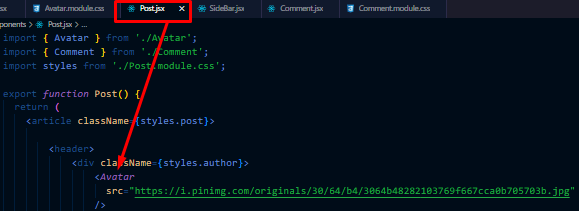 sx
Avatar.module.css
Post.jsx
SideBar.jsx
Comment.jsx
Comment.module.css
ponents > Post.jsx > ...
import { Avatar } from './Avatar';
import { Comment } from './Comment';
import styles from './Post.module.css';
export function Post() {
return (
<article className={styles.post}>
<header>
<div className={styles.author}>
<Avatar
src="https://i.pinimg.com/originals/30/64/b4/3064b48282103769f667cca0b705703b.jpg"
/>